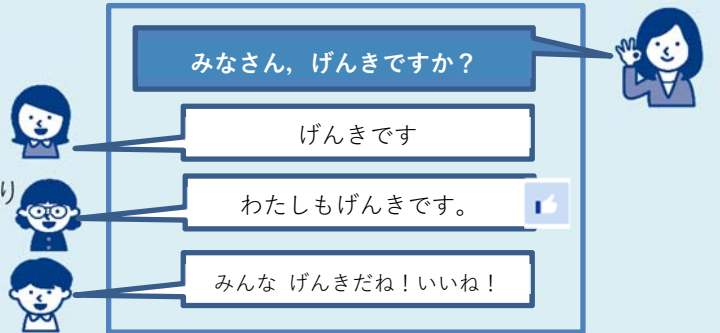 みなさん，げんきですか？
げんきです
り
わたしもげんきです。
みんな げんきだね！いいね！